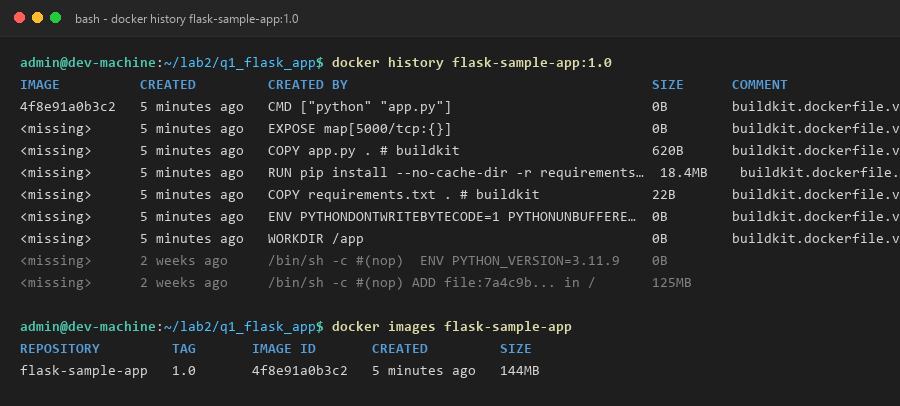 bash - docker history flask-sample-app:1.0
admin@dev-machine:~/lab2/q1_flask_app$ docker history flask-sample-app:1.0
IMAGE CREATED CREATED BY SIZE COMMENT
4f8e91a0b3c2 5 minutes ago CMD ["python" "app.py"] 0B buildkit.dockerfile.v
<missing> 5 minutes ago EXPOSE map[5000/tcp:{}] 0B buildkit.dockerfile.v
<missing> 5 minutes ago COPY app.py . # buildkit 620B buildkit.dockerfile.v
<missing> 5 minutes ago RUN pip install --no-cache-dir -r requirements… 18.4MB buildkit.dockerfile.
<missing> 5 minutes ago COPY requirements.txt . # buildkit 22B buildkit.dockerfile.v
<missing> 5 minutes ago ENV PYTHONDONTWRITEBYTECODE=1 PYTHONUNBUFFERE… 0B buildkit.dockerfile.v
<missing> 5 minutes ago WORKDIR /app 0B buildkit.dockerfile.v
<missing> 2 weeks ago /bin/sh -c #(nop) ENV PYTHON_VERSION=3.11.9 0B
<missing> 2 weeks ago /bin/sh -c #(nop) ADD file:7a4c9b... in / 125MB
admin@dev-machine:~/lab2/q1_flask_app$ docker images flask-sample-app
REPOSITORY TAG IMAGE ID CREATED SIZE
flask-sample-app 1.0 4f8e91a0b3c2 5 minutes ago 144MB